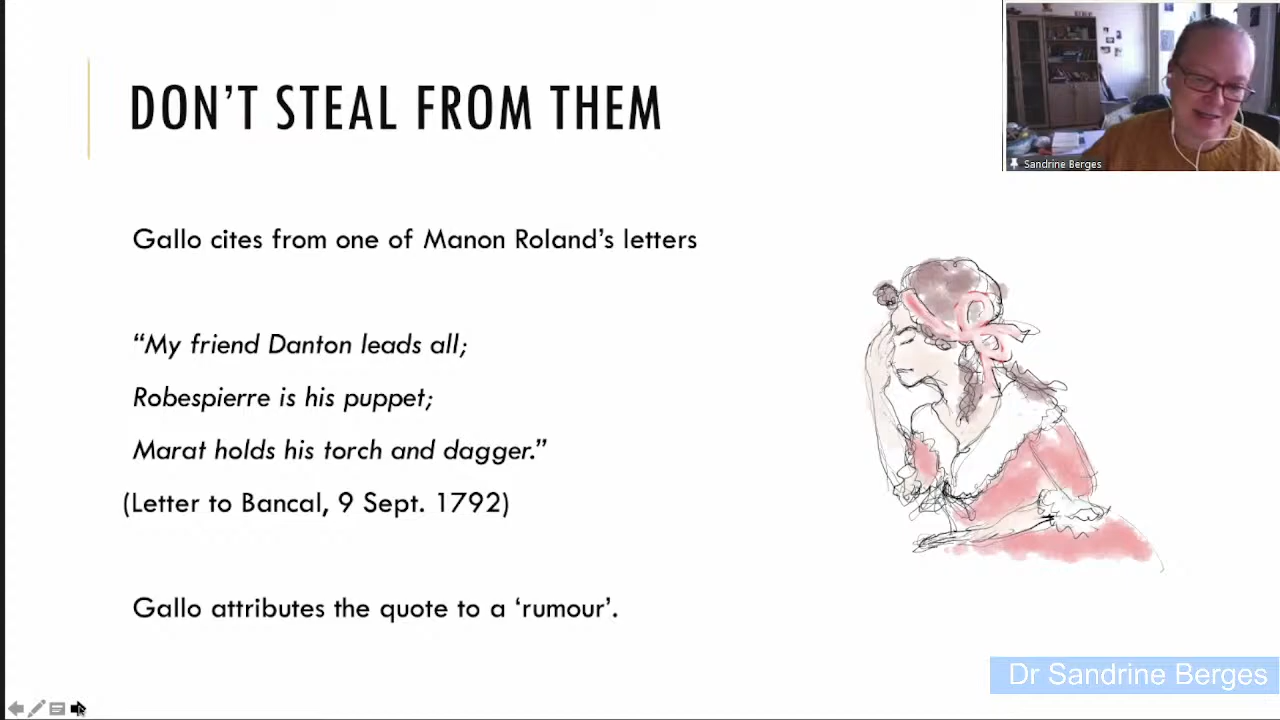 DON’T STEAL FROM THEM
Sandrine Berges
Gallo cites from one of Manon Roland’s letters
“My friend Danton leads all;
Robespierre is his puppet;
Marat holds his torch and dagger.”
(Letter to Bancal, 9 Sept. 1792)
Gallo attributes the quote to a ‘rumour’.
Dr Sandrine Berges